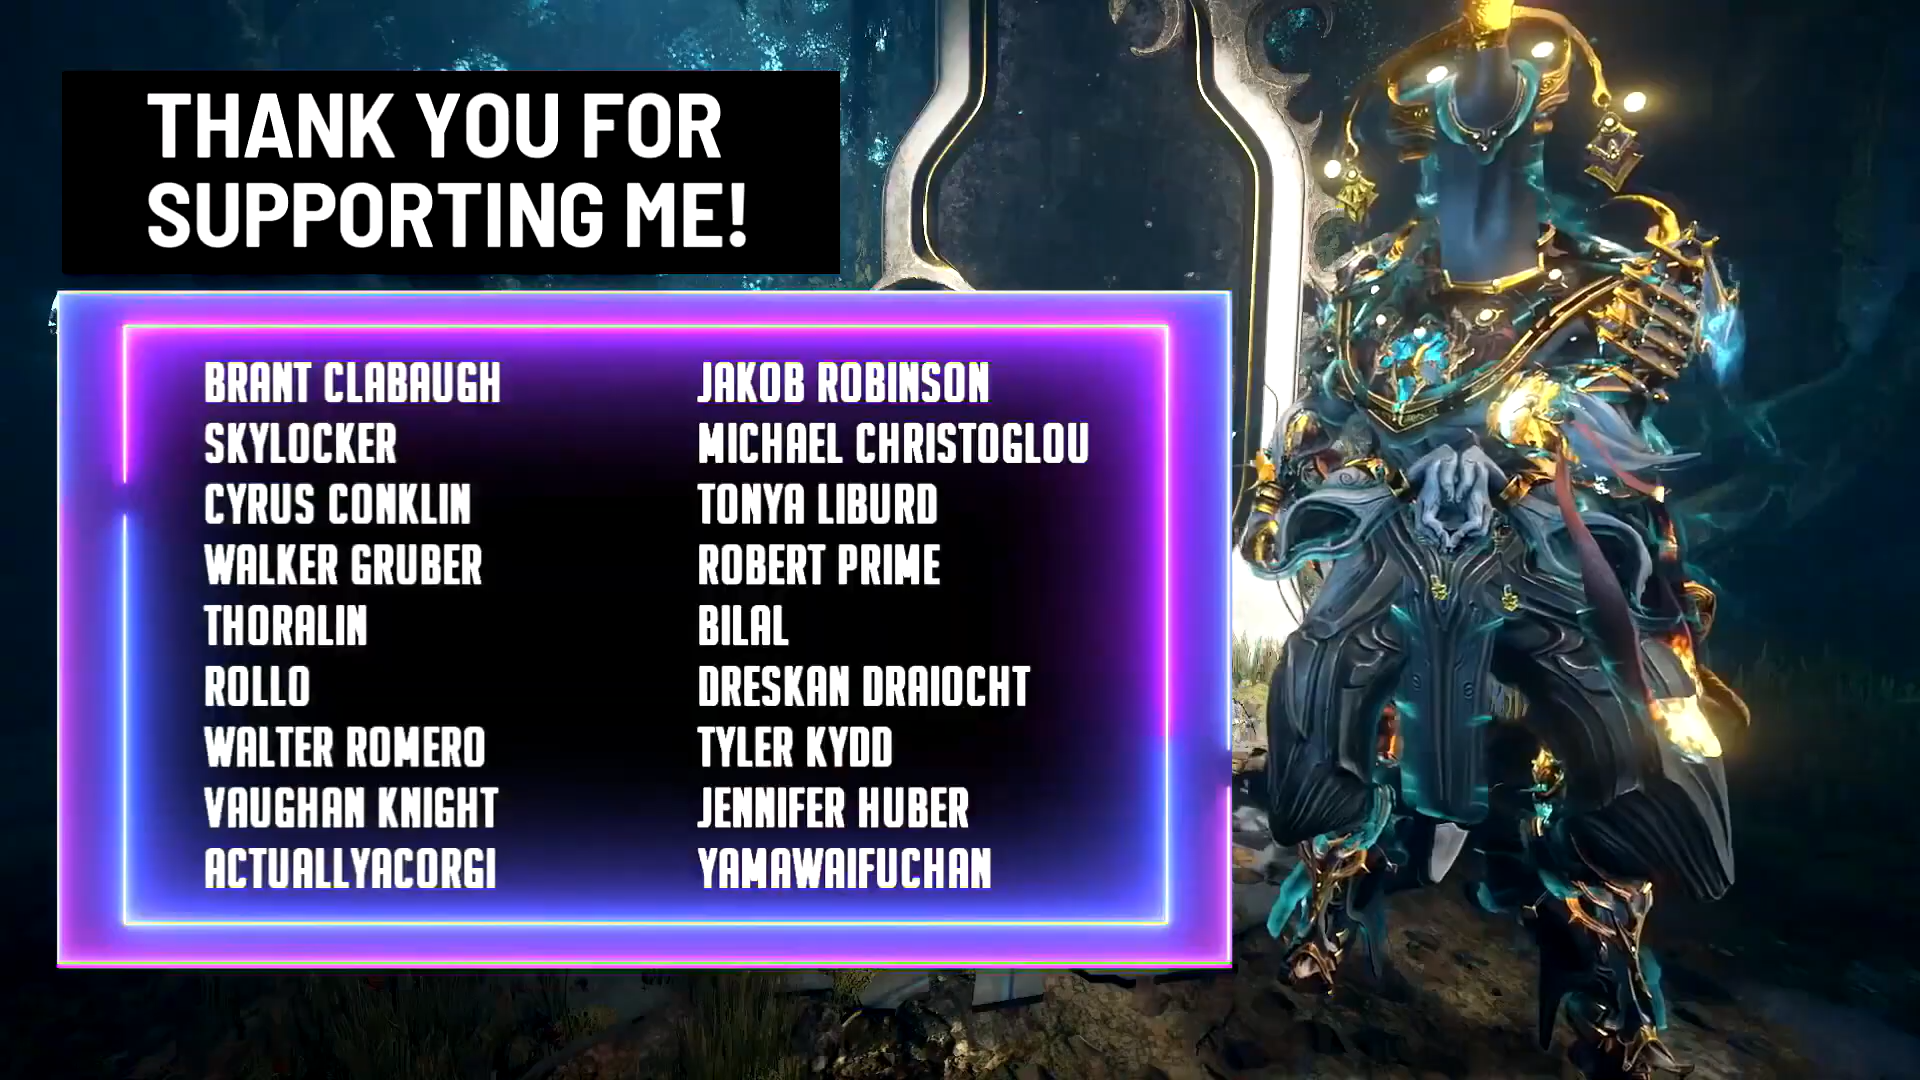 THANK YOU FOR
SUPPORTING ME!
BRANT CLABAUGH
SKYLOCKER
CYRUS CONKLIN
WALKER GRUBER
THORALIN
ROLLO
WALTER ROMERO
VAUGHAN KNIGHT
ACTUALLYACORGI
JAKOB ROBINSON
MICHAEL CHRISTOGLOU
TONYA LIBURD
ROBERT PRIME
BILAL
DRESKAN DRAIOCHT
TYLER KYDD
JENNIFER HUBER
YAMAWAIFUCHAN